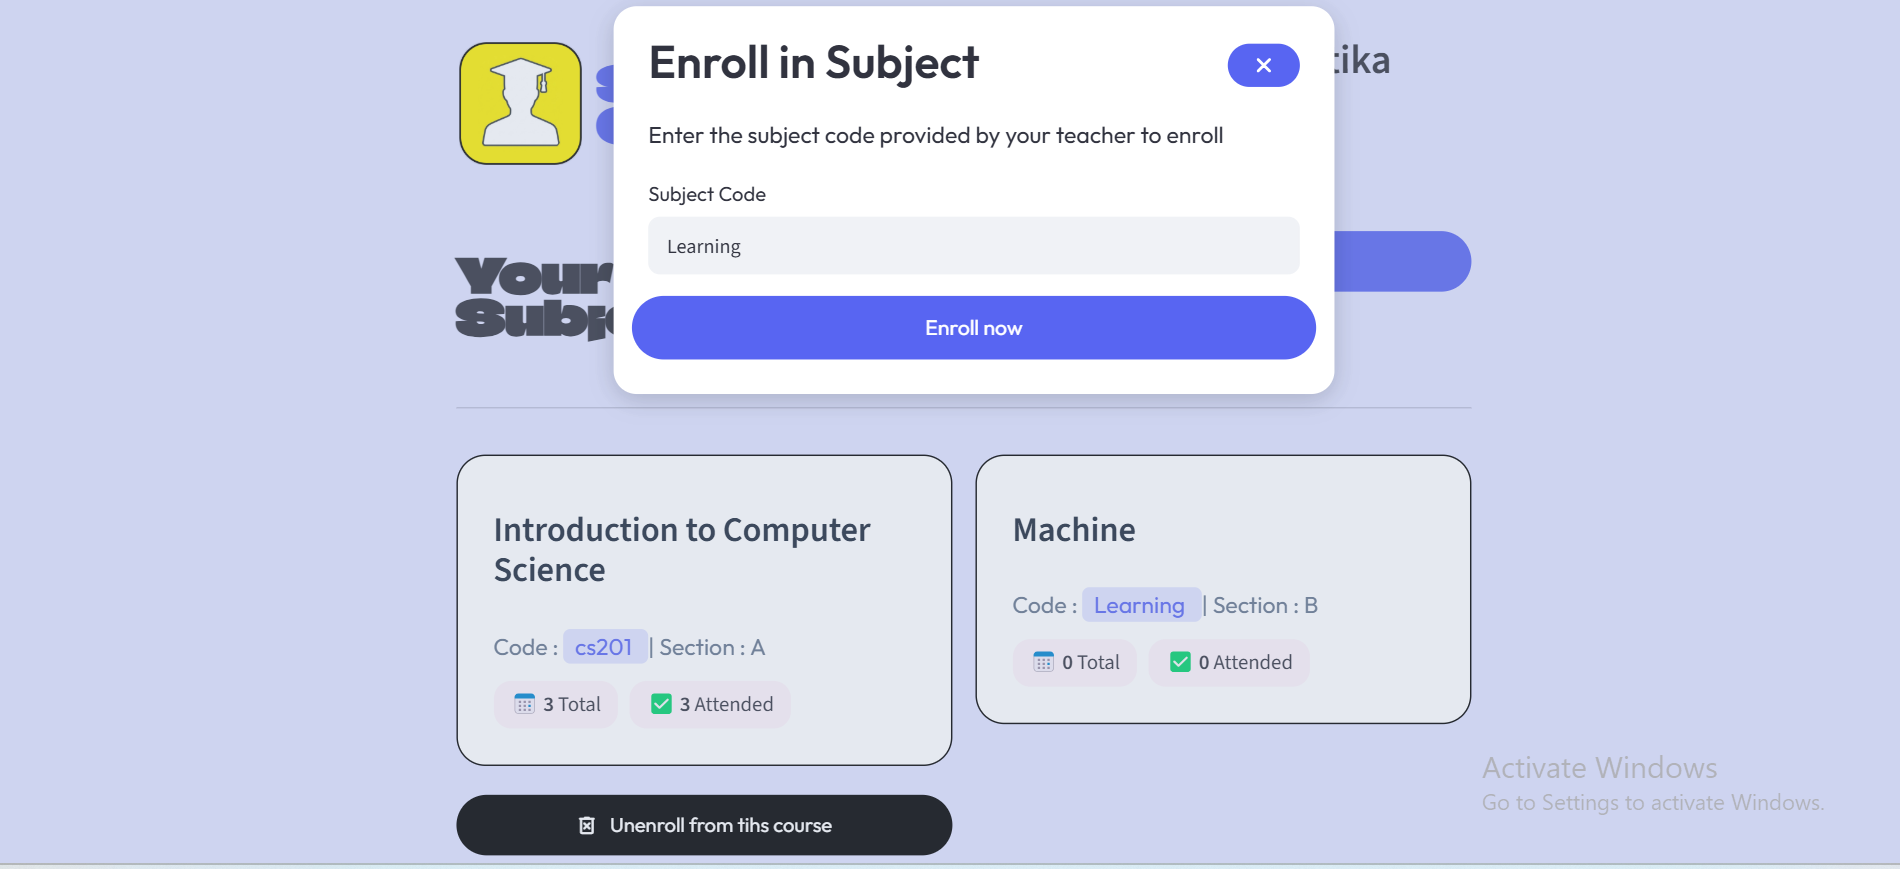 Enroll in Subject
tika
Enter the subject code provided by your teacher to enroll
Subject Code
Learning
Your
Enroll now
Introduction to Computer
Science
Code : cs201 | Section : A
3 Total 3 Attended
Unenroll from tihs course
Machine
Code : Learning | Section : B
0 Total 0 Attended
Activate Windows
Go to Settings to activate Windows.